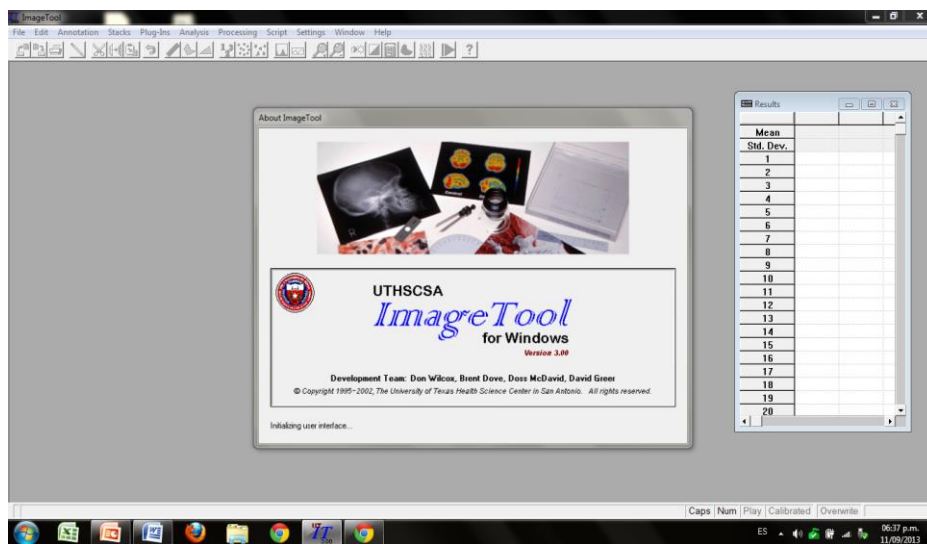 ImageTool
File Edit Annotation Stacks Plug-Ins Analysis Processing Script Settings Window Help
About ImageTool
Results
Mean
Std. Dev.
1
2
3
4
5
6
7
8
9
10
11
12
13
14
15
16
17
18
19
20
R
UTHSCSA
ImageTool
for Windows
Version 3.00
Development Team: Don Wilcox, Brent Dove, Doss McDavid, David Greer
© Copyright 1995-2002, The University of Texas Health Science Center in San Antonio. All rights reserved.
Initializing user interface...
Caps Num Play Calibrated Overwrite
ES 06:37 p.m.
11/09/2013